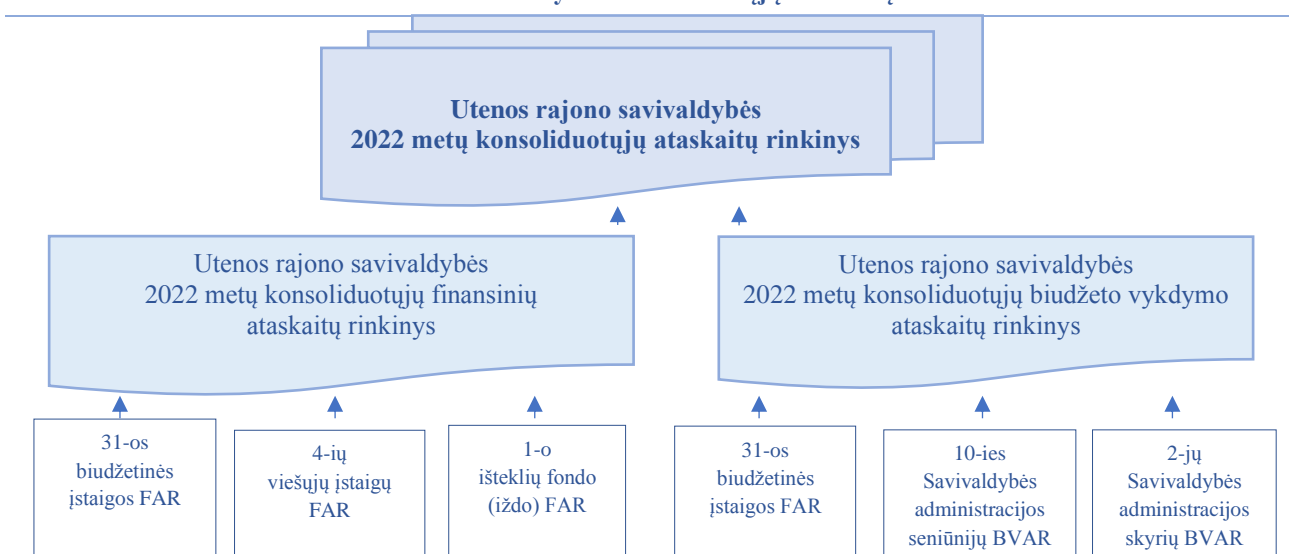 Utenos rajono savivaldybės
2022 metų konsoliduotųjų ataskaitų rinkinys
Utenos rajono savivaldybės
2022 metų konsoliduotųjų finansinių
ataskaitų rinkinys
Utenos rajono savivaldybės
2022 metų konsoliduotųjų biudžeto vykdymo
ataskaitų rinkinys
31-os
biudžetinės
įstaigos FAR
4-ių
viešųjų įstaigų
FAR
1-o
išteklių fondo
(iždo) FAR
31-os
biudžetinės
įstaigos FAR
10-ies
Savivaldybės
administracijos
seniūnijų BVAR
2-jų
Savivaldybės
administracijos
skyrių BVAR